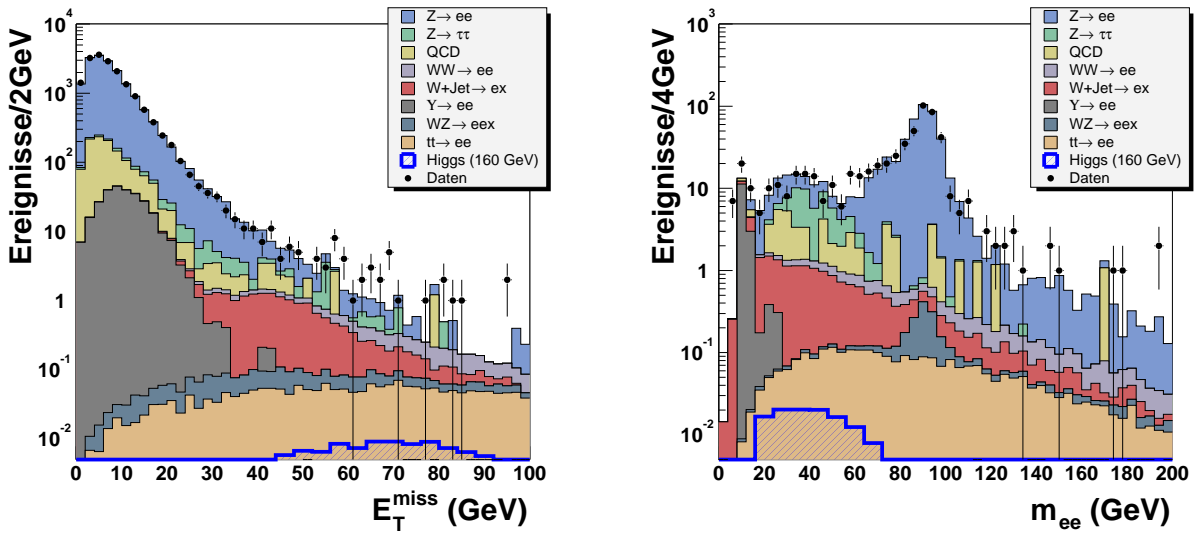 Ereignisse/2GeV
10^4
10^3
10^2
10
1
10^-1
10^-2
0 10 20 30 40 50 60 70 80 90 100
E_T^miss (GeV)
Z→ ee
Z→ ττ
QCD
WW→ ee
W+Jet→ ex
Υ→ ee
WZ→ eex
tt→ ee
Higgs (160 GeV)
Daten
Ereignisse/4GeV
10^3
10^2
10
1
10^-1
10^-2
0 20 40 60 80 100 120 140 160 180 200
m_ee (GeV)
Z→ ee
Z→ ττ
QCD
WW→ ee
W+Jet→ ex
Υ→ ee
WZ→ eex
tt→ ee
Higgs (160 GeV)
Daten